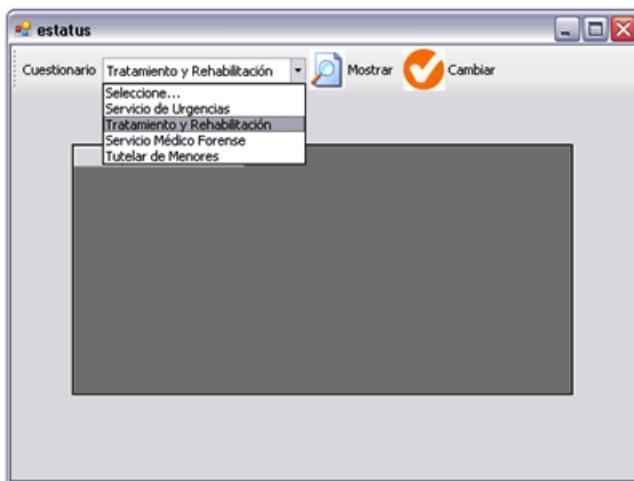 estatus
Cuestionario Tratamiento y Rehabilitación Mostrar Cambiar
Seleccione...
Servicio de Urgencias
Tratamiento y Rehabilitación
Servicio Médico Forense
Tutelar de Menores